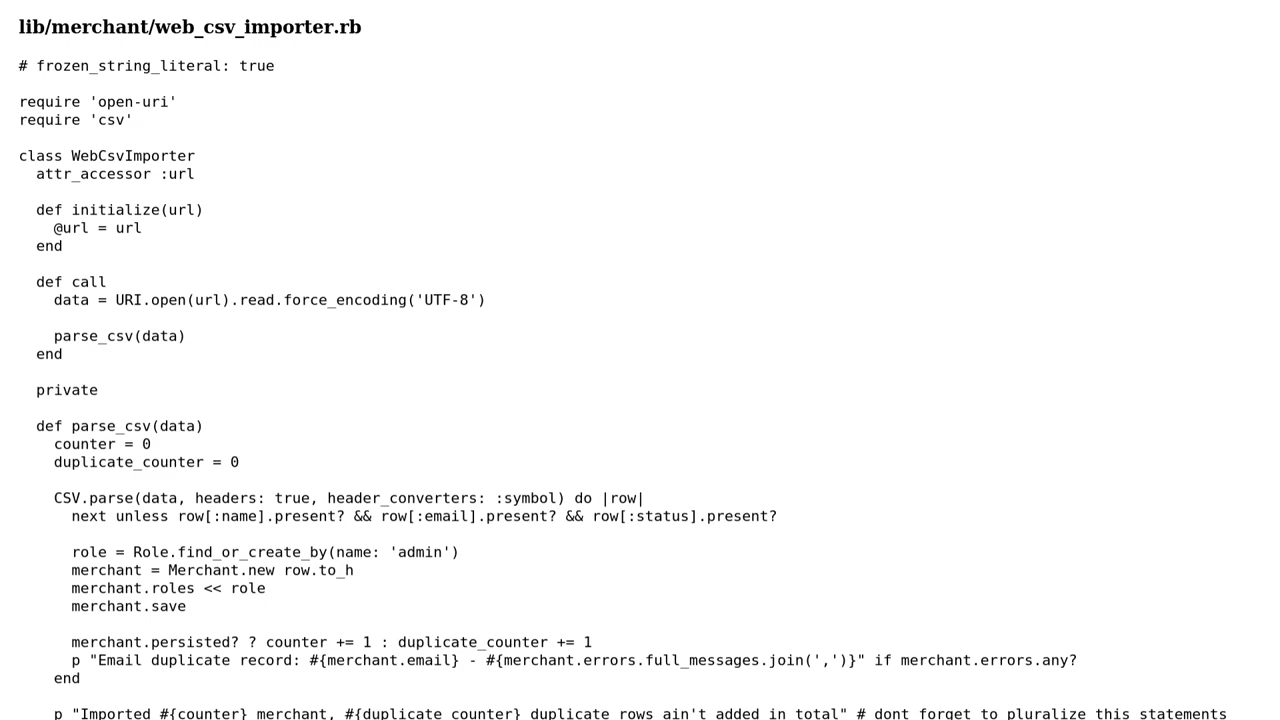 lib/merchant/web_csv_importer.rb
# frozen_string_literal: true
require 'open-uri'
require 'csv'
class WebCsvImporter
  attr_accessor :url
  def initialize(url)
    @url = url
  end
  def call
    data = URI.open(url).read.force_encoding('UTF-8')
    parse_csv(data)
  end
  private
  def parse_csv(data)
    counter = 0
    duplicate_counter = 0
    CSV.parse(data, headers: true, header_converters: :symbol) do |row|
      next unless row[:name].present? && row[:email].present? && row[:status].present?
      role = Role.find_or_create_by(name: 'admin')
      merchant = Merchant.new row.to_h
      merchant.roles << role
      merchant.save
      merchant.persisted? ? counter += 1 : duplicate_counter += 1
      p "Email duplicate record: #{merchant.email} - #{merchant.errors.full_messages.join(',')}" if merchant.errors.any?
    end
    p "Imported #{counter} merchant, #{duplicate_counter} duplicate rows ain't added in total" # dont forget to pluralize this statements